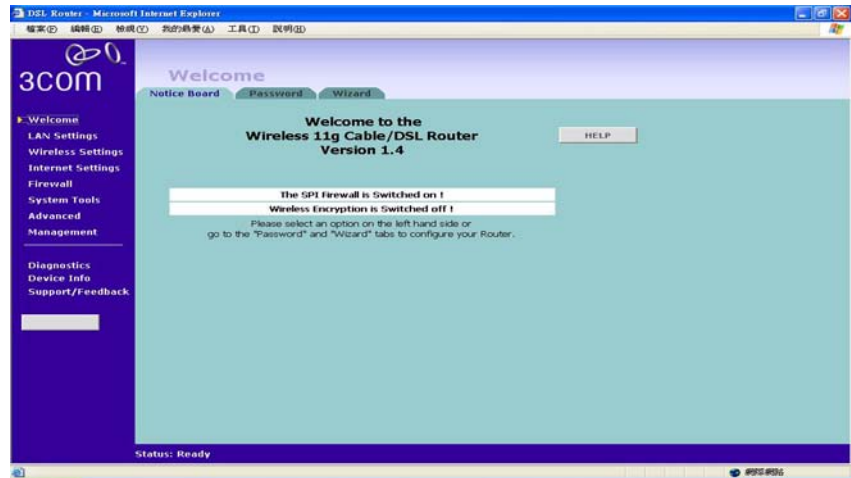 DSL Router - Microsoft Internet Explorer
檔案(F) 編輯(E) 檢視(V) 我的最愛(A) 工具(T) 說明(H)
3COM
Welcome
Notice Board Password Wizard
Welcome
LAN Settings
Wireless Settings
Internet Settings
Firewall
System Tools
Advanced
Management
Diagnostics
Device Info
Support/Feedback
Welcome to the
Wireless 11g Cable/DSL Router
Version 1.4
HELP
The SPI Firewall is Switched on !
Wireless Encryption is Switched off !
Please select an option on the left hand side or
go to the "Password" and "Wizard" tabs to configure your Router.
Status: Ready
網際網路